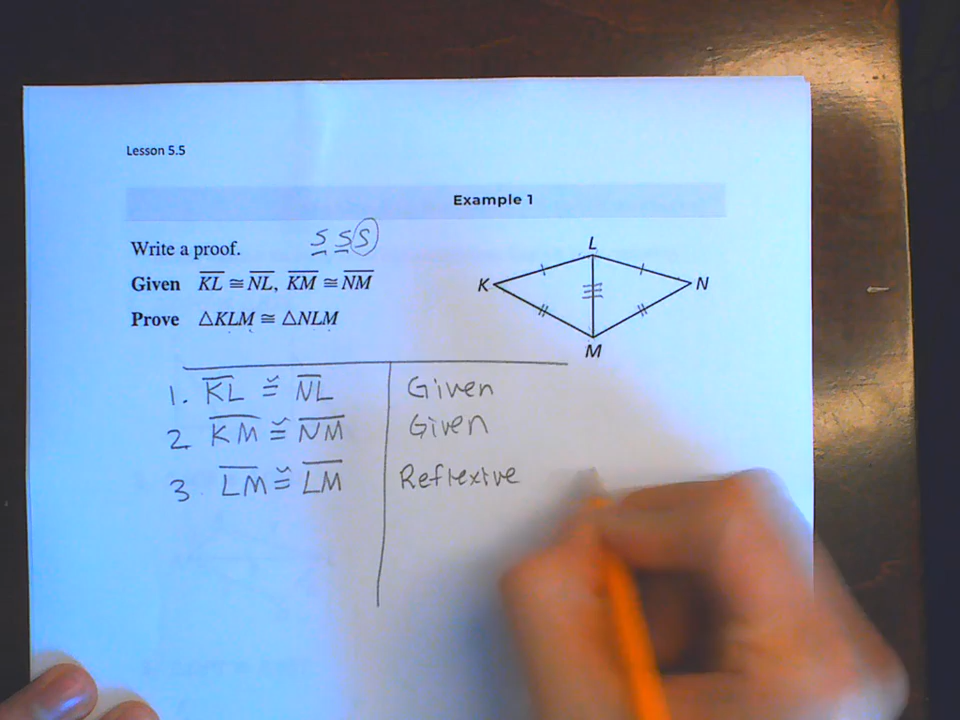 Lesson 5.5
Example 1
Write a proof. S S S
Given KL ≅ NL, KM ≅ NM
Prove △KLM ≅ △NLM
L
K
N
M
1. KL ≅ NL Given
2 KM ≅ NM Given
3. LM ≅ LM Reflexive